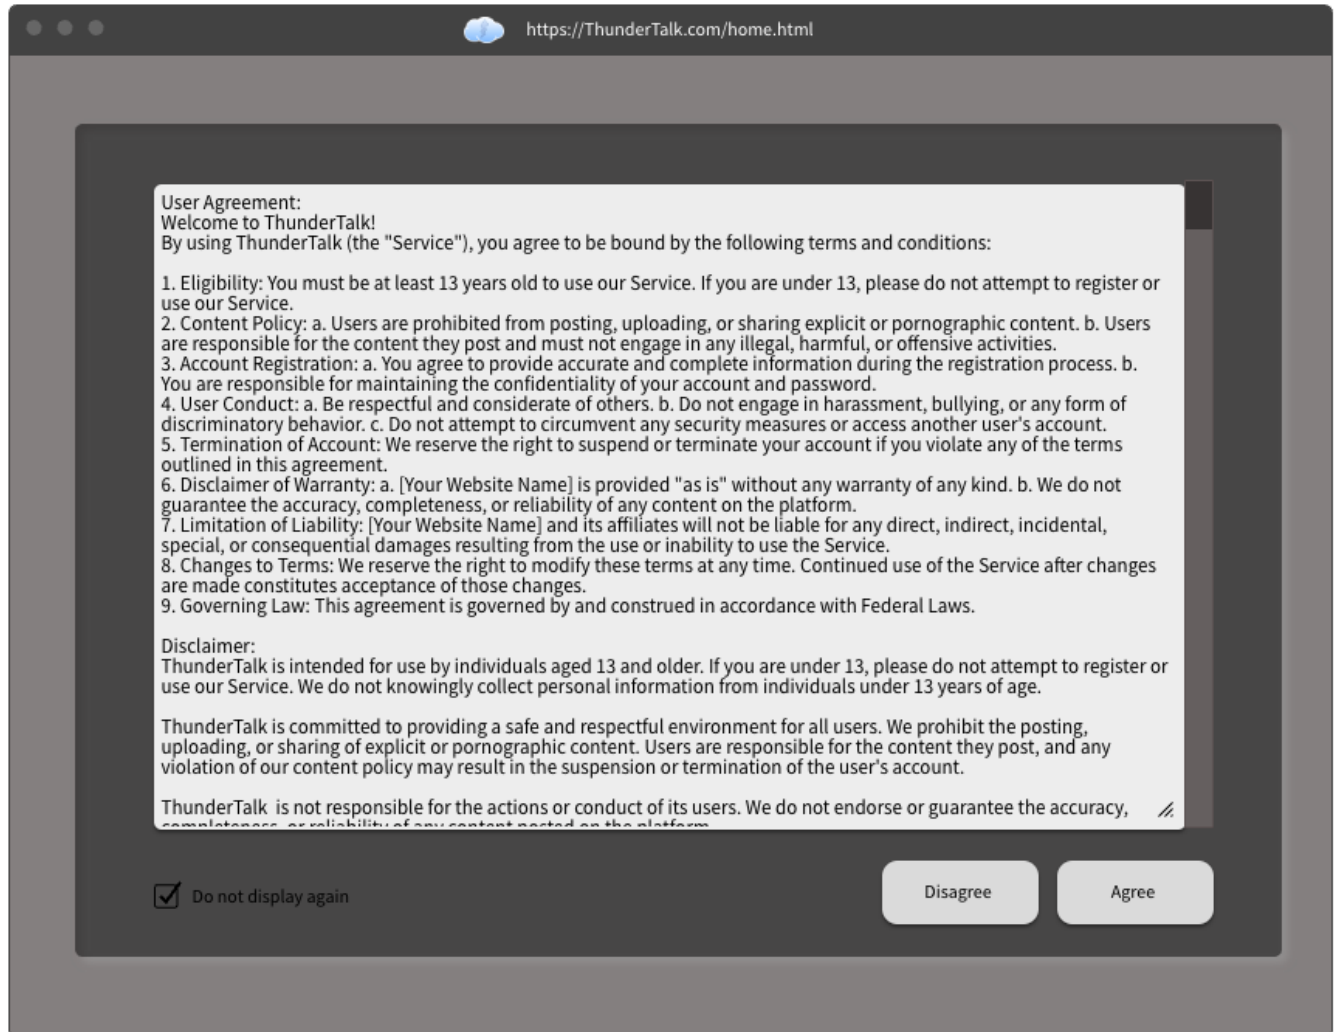 https://ThunderTalk.com/home.html
User Agreement:
Welcome to ThunderTalk!
By using ThunderTalk (the "Service"), you agree to be bound by the following terms and conditions:
1. Eligibility: You must be at least 13 years old to use our Service. If you are under 13, please do not attempt to register or
use our Service.
2. Content Policy: a. Users are prohibited from posting, uploading, or sharing explicit or pornographic content. b. Users
are responsible for the content they post and must not engage in any illegal, harmful, or offensive activities.
3. Account Registration: a. You agree to provide accurate and complete information during the registration process. b.
You are responsible for maintaining the confidentiality of your account and password.
4. User Conduct: a. Be respectful and considerate of others. b. Do not engage in harassment, bullying, or any form of
discriminatory behavior. c. Do not attempt to circumvent any security measures or access another user's account.
5. Termination of Account: We reserve the right to suspend or terminate your account if you violate any of the terms
outlined in this agreement.
6. Disclaimer of Warranty: a. [Your Website Name] is provided "as is" without any warranty of any kind. b. We do not
guarantee the accuracy, completeness, or reliability of any content on the platform.
7. Limitation of Liability: [Your Website Name] and its affiliates will not be liable for any direct, indirect, incidental,
special, or consequential damages resulting from the use or inability to use the Service.
8. Changes to Terms: We reserve the right to modify these terms at any time. Continued use of the Service after changes
are made constitutes acceptance of those changes.
9. Governing Law: This agreement is governed by and construed in accordance with Federal Laws.
Disclaimer:
ThunderTalk is intended for use by individuals aged 13 and older. If you are under 13, please do not attempt to register or
use our Service. We do not knowingly collect personal information from individuals under 13 years of age.
ThunderTalk is committed to providing a safe and respectful environment for all users. We prohibit the posting,
uploading, or sharing of explicit or pornographic content. Users are responsible for the content they post, and any
violation of our content policy may result in the suspension or termination of the user's account.
ThunderTalk  is not responsible for the actions or conduct of its users. We do not endorse or guarantee the accuracy,
completeness, or reliability of any content posted on the platform.
Do not display again
Disagree
Agree